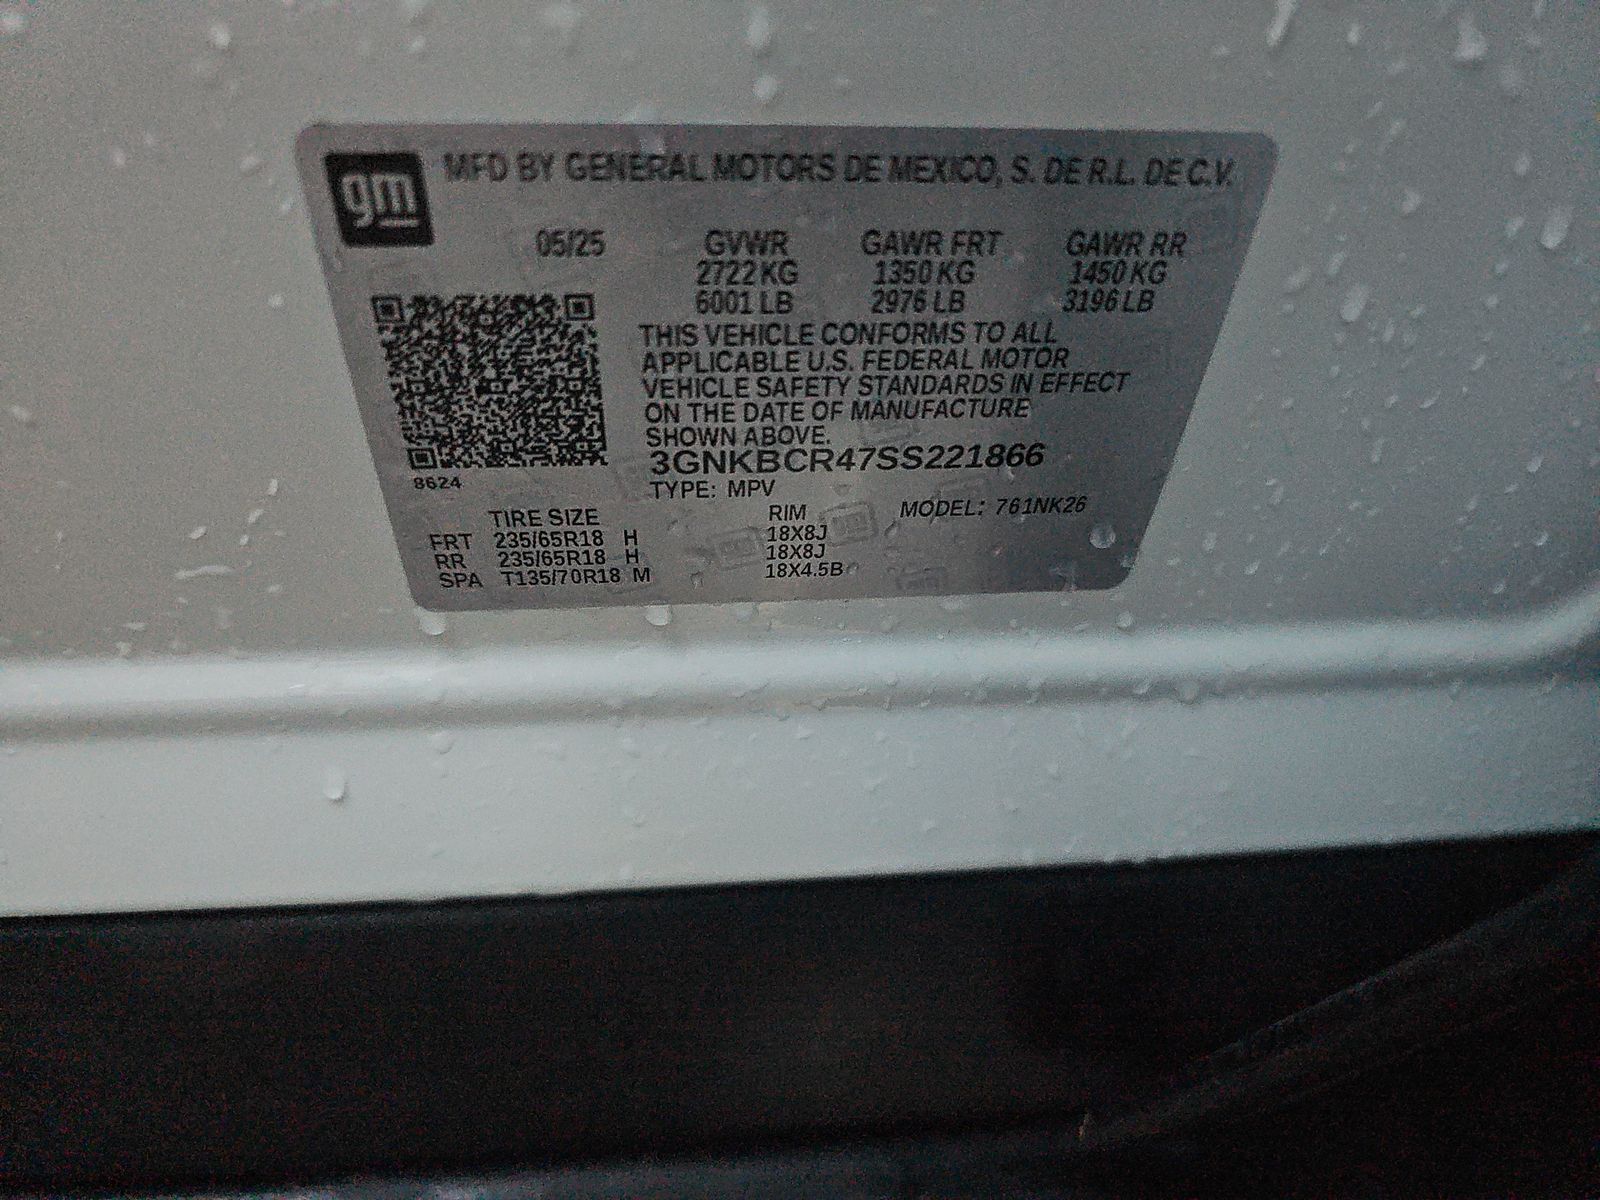 gm MFD BY GENERAL MOTORS DE MEXICO, S. DE R.L. DE C.V.
05/25 GVWR GAWR FRT GAWR RR
2722 KG 1350 KG 1450 KG
6001 LB 2976 LB 3196 LB
THIS VEHICLE CONFORMS TO ALL
APPLICABLE U.S. FEDERAL MOTOR
VEHICLE SAFETY STANDARDS IN EFFECT
ON THE DATE OF MANUFACTURE
SHOWN ABOVE.
3GNKBCR47SS221866
8624
TYPE: MPV
MODEL: 761NK26
TIRE SIZE RIM
FRT 235/65R18 H 18X8J
RR 235/65R18 H 18X8J
SPA T135/70R18 M 18X4.5B